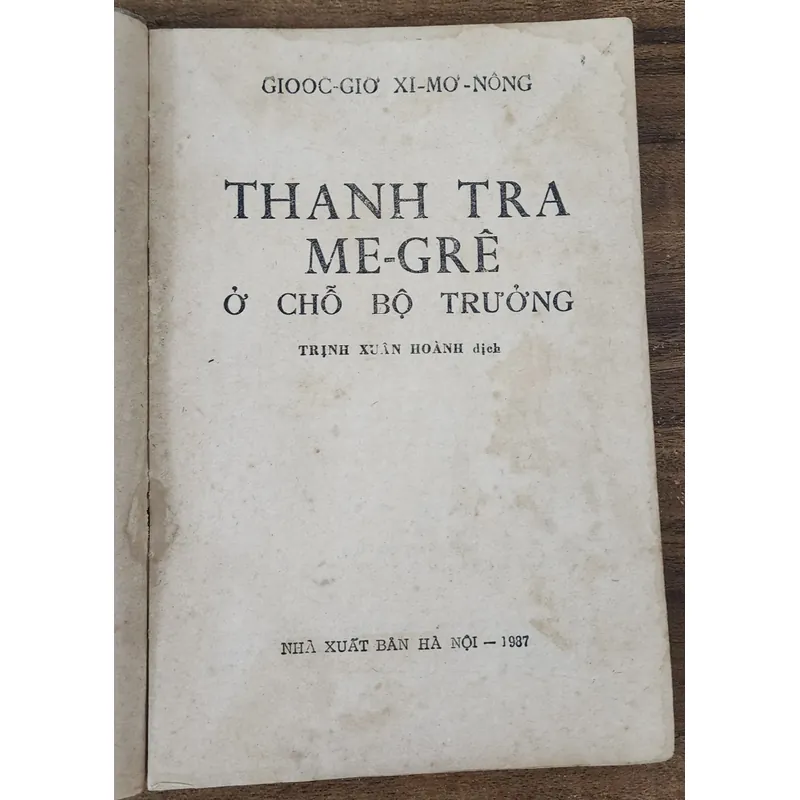 GIOOC-GIƠ XI-MƠ-NÔNG
THANH TRA
ME-GRÊ
Ở CHỖ BỘ TRƯỞNG
TRỊNH XUÂN HOÀNH dịch
NHÀ XUẤT BẢN HÀ NỘI — 1987